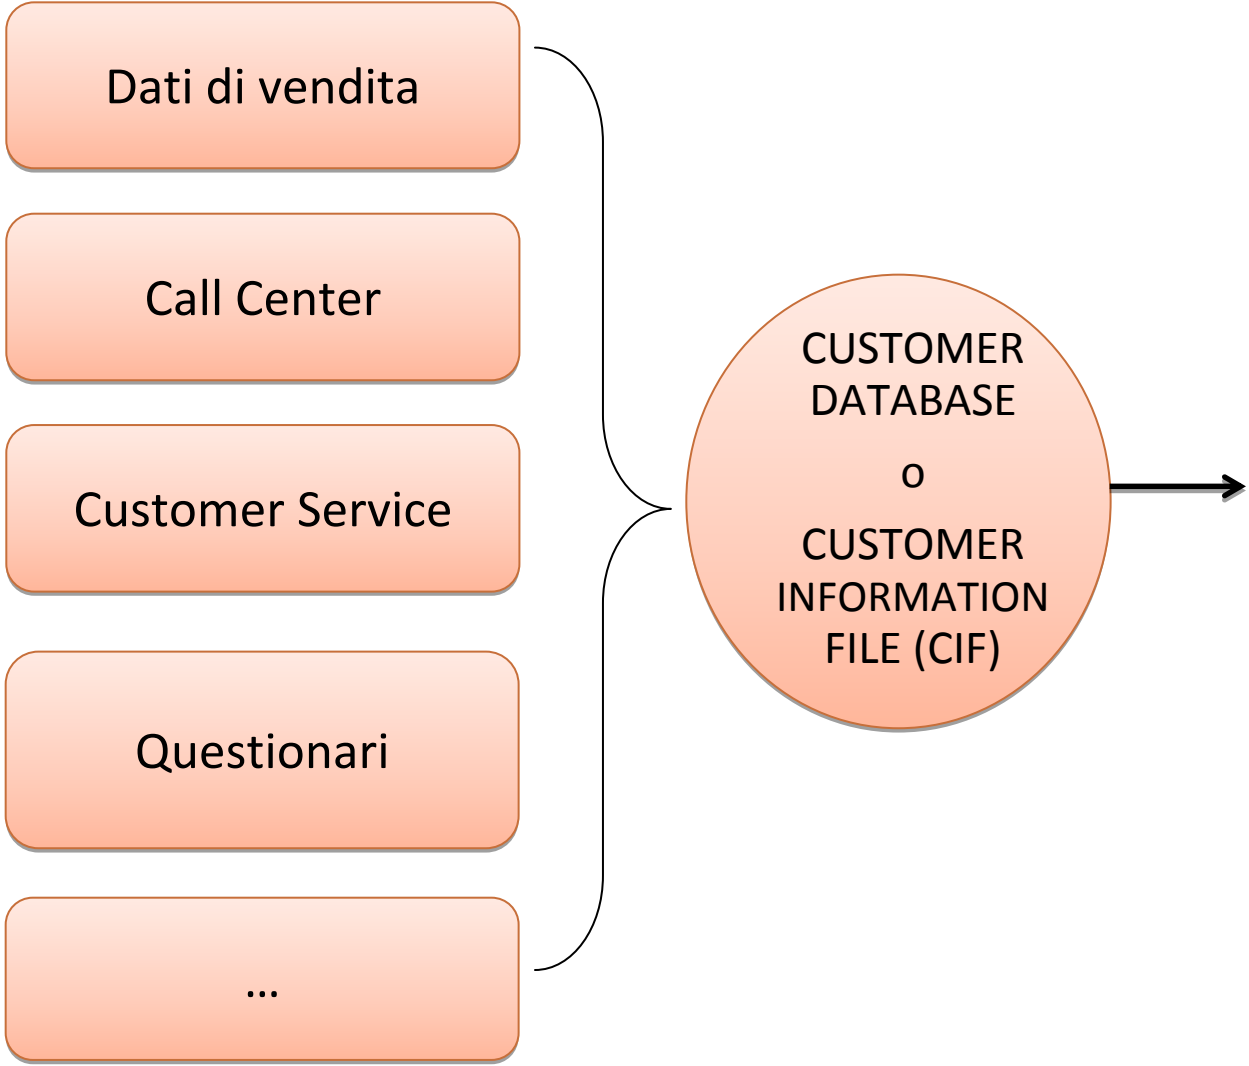 Dati di vendita
Call Center
Customer Service
Questionari
...
CUSTOMER
DATABASE
o
CUSTOMER
INFORMATION
FILE (CIF)